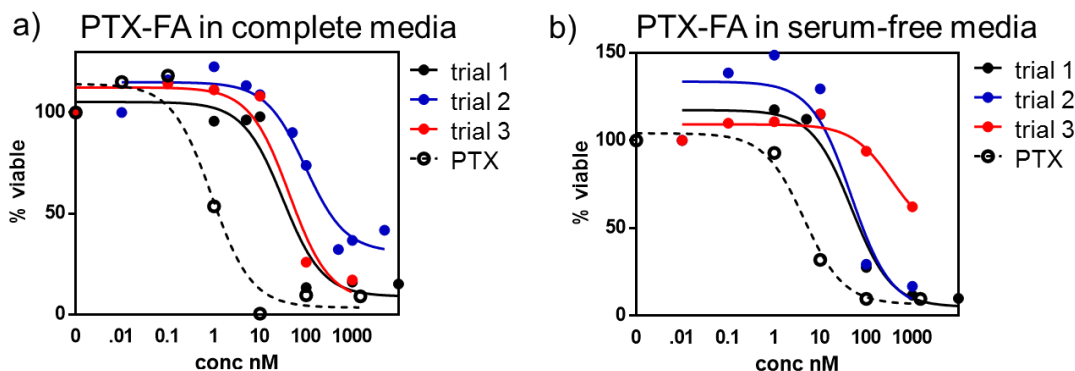 a) PTX-FA in complete media
100
50
0
% viable
0 .01 0.1 1 10 100 1000
conc nM
trial 1
trial 2
trial 3
PTX
b) PTX-FA in serum-free media
150
100
50
0
% viable
0 .01 0.1 1 10 100 1000
conc nM
trial 1
trial 2
trial 3
PTX